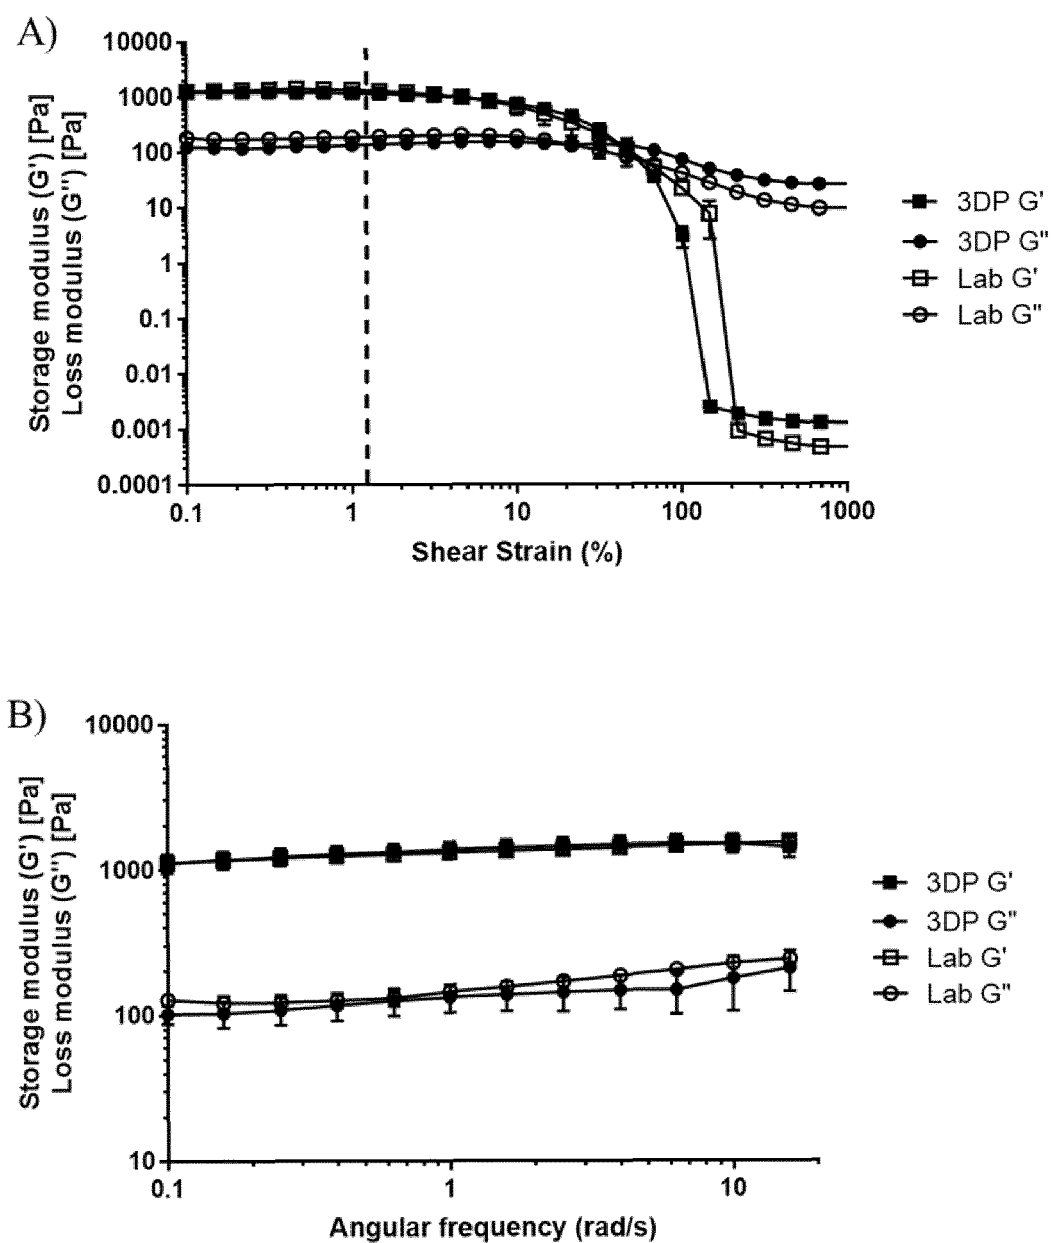 A)
10000
1000
100
10
1
0.1
0.01
0.001
0.0001
Storage modulus (G') [Pa]
Loss modulus (G'') [Pa]
0.1 1 10 100 1000
Shear Strain (%)
3DP G'
3DP G"
Lab G'
Lab G"
B)
10000
1000
100
10
Storage modulus (G') [Pa]
Loss modulus (G'') [Pa]
0.1 1 10
Angular frequency (rad/s)
3DP G'
3DP G"
Lab G'
Lab G"